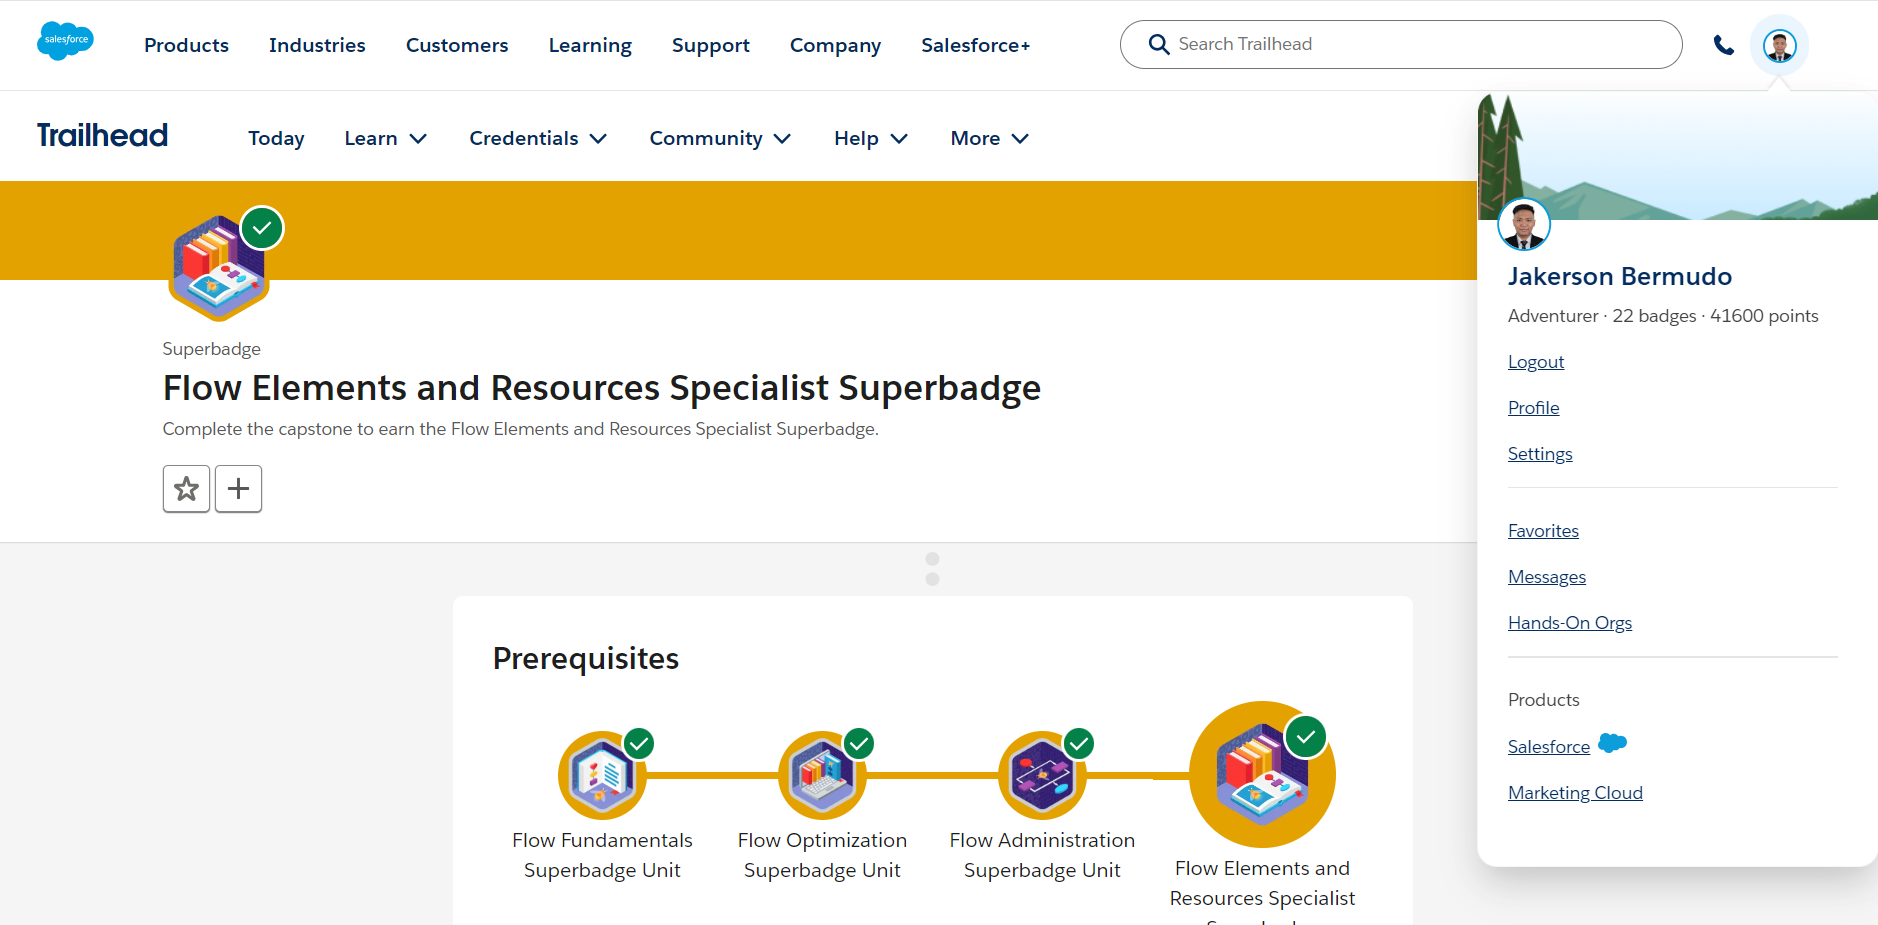 salesforce
Products Industries Customers Learning Support Company Salesforce+
Search Trailhead
Trailhead
Today Learn Credentials Community Help More
Superbadge
Flow Elements and Resources Specialist Superbadge
Complete the capstone to earn the Flow Elements and Resources Specialist Superbadge.
Prerequisites
Flow Fundamentals
Superbadge Unit
Flow Optimization
Superbadge Unit
Flow Administration
Superbadge Unit
Flow Elements and
Resources Specialist
Jakerson Bermudo
Adventurer · 22 badges · 41600 points
Logout
Profile
Settings
Favorites
Messages
Hands-On Orgs
Products
Salesforce
Marketing Cloud